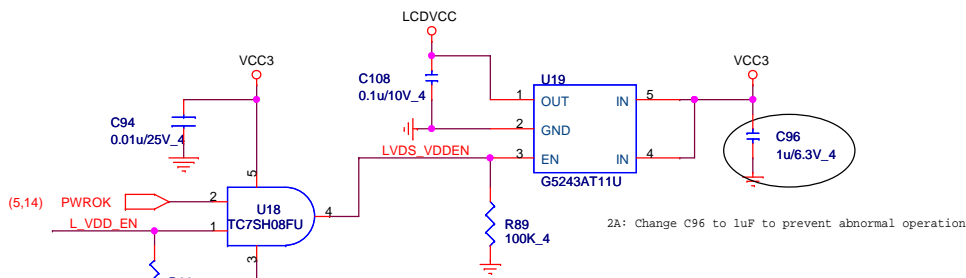 LCDVCC
VCC3
VCC3
C108
0.1u/10V_4
U19
1
OUT
IN
5
2
GND
3
EN
IN
4
G5243AT11U
C94
0.01u/25V_4
C96
1u/6.3V_4
LVDS_VDDEN
5
(5,14)
PWROK
2
U18
TC7SH08FU
4
L_VDD_EN
1
3
R89
100K_4
2A: Change C96 to 1uF to prevent abnormal operation